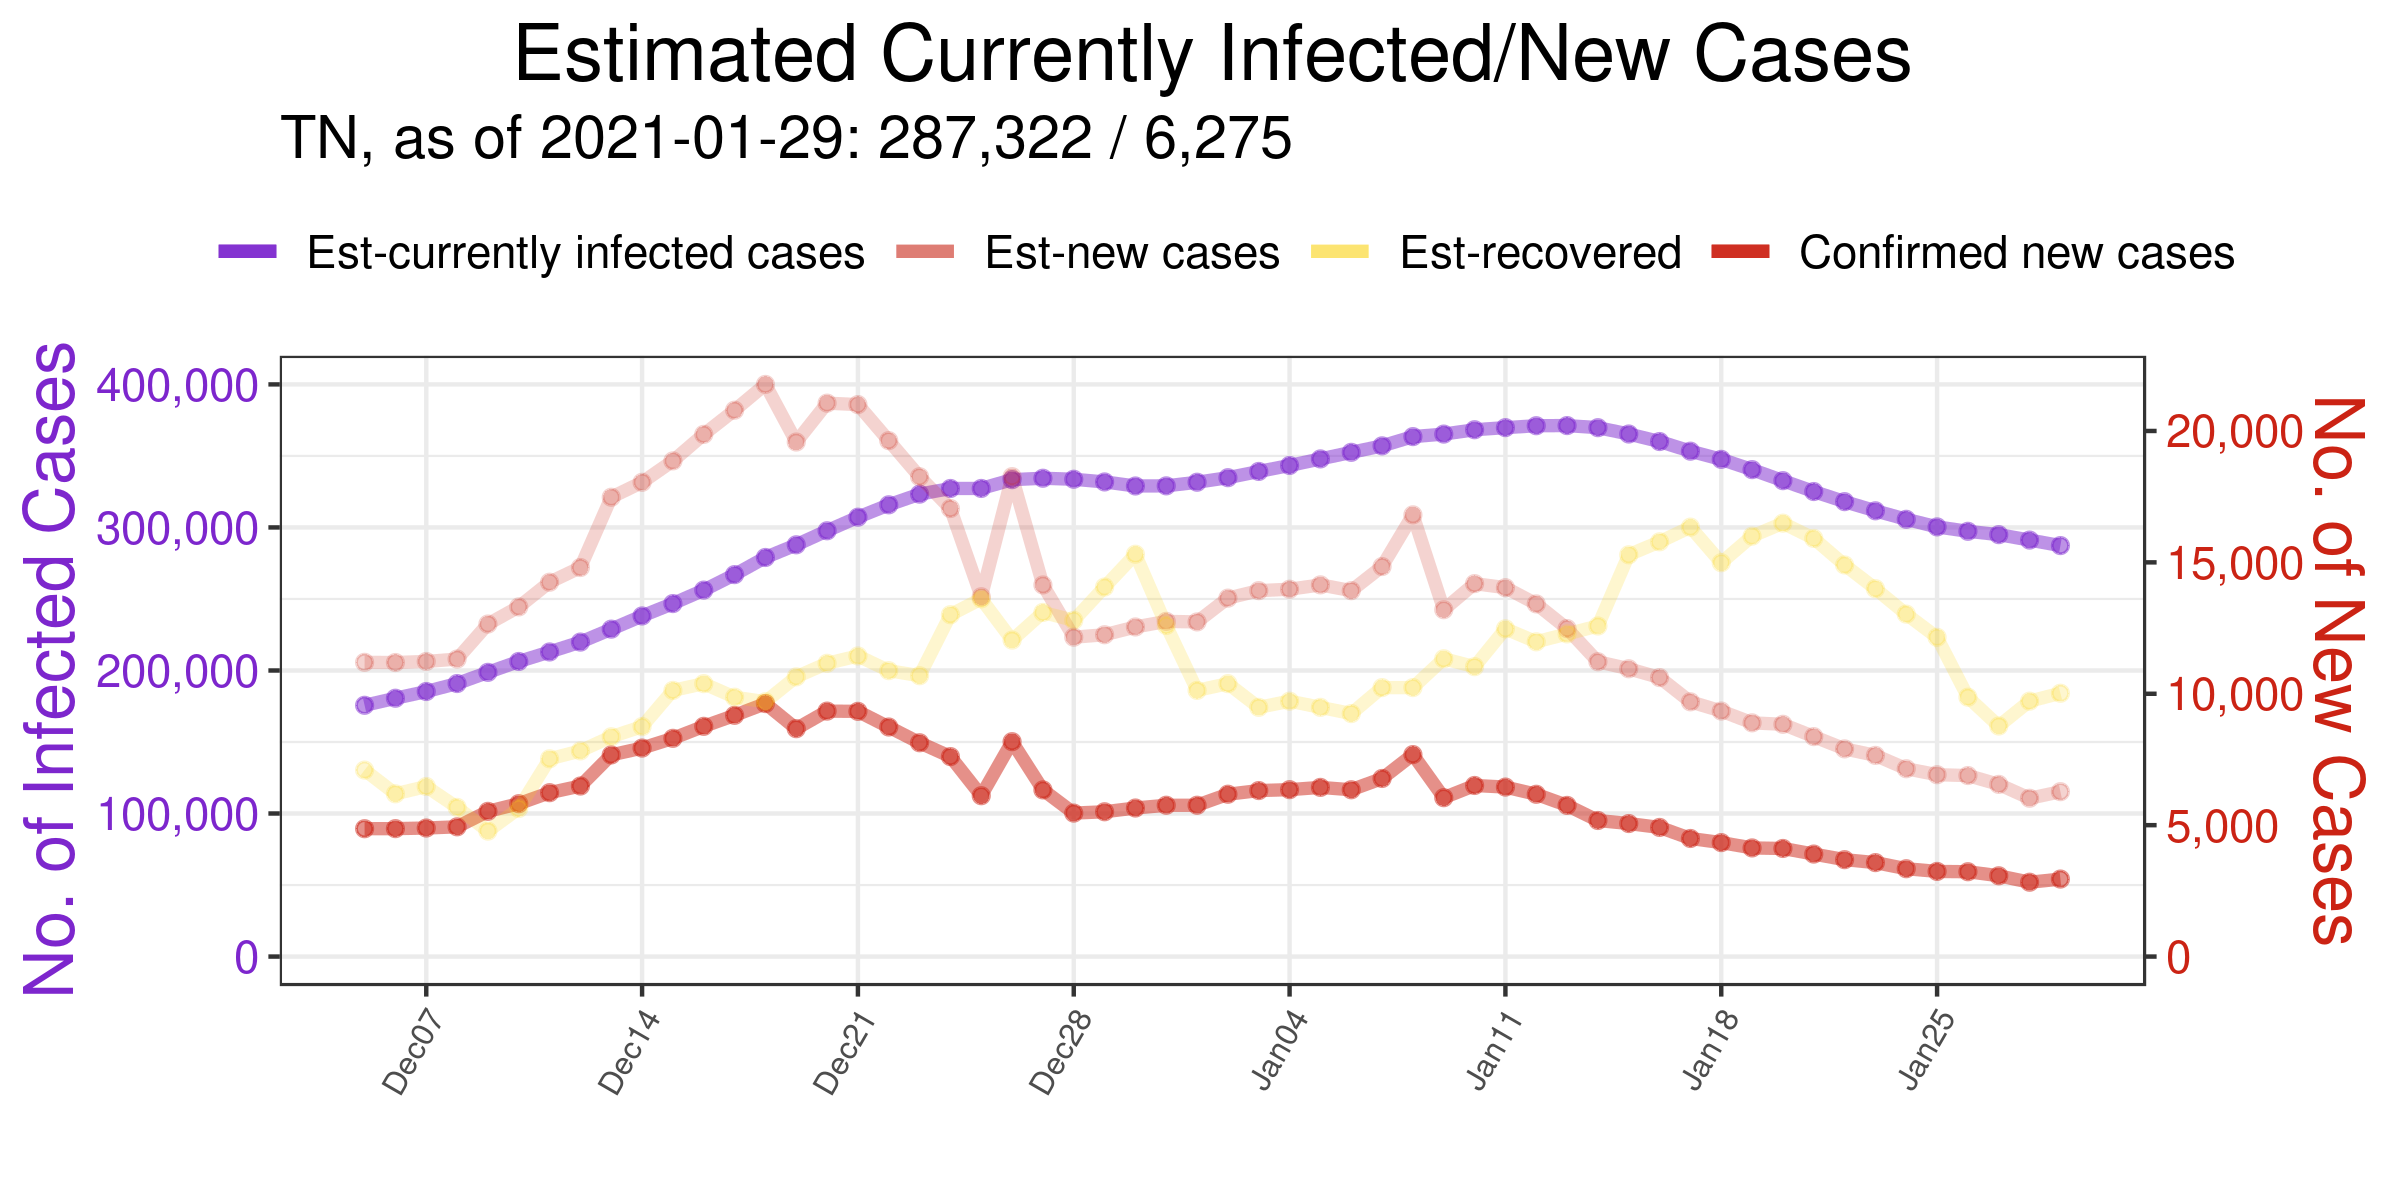 Estimated Currently Infected/New Cases
TN, as of 2021-01-29: 287,322 / 6,275
Est-currently infected cases Est-new cases Est-recovered Confirmed new cases
No. of Infected Cases
400,000
300,000
200,000
100,000
0
20,000
15,000
10,000
5,000
0
No. of New Cases
Dec07 Dec14 Dec21 Dec28 Jan04 Jan11 Jan18 Jan25